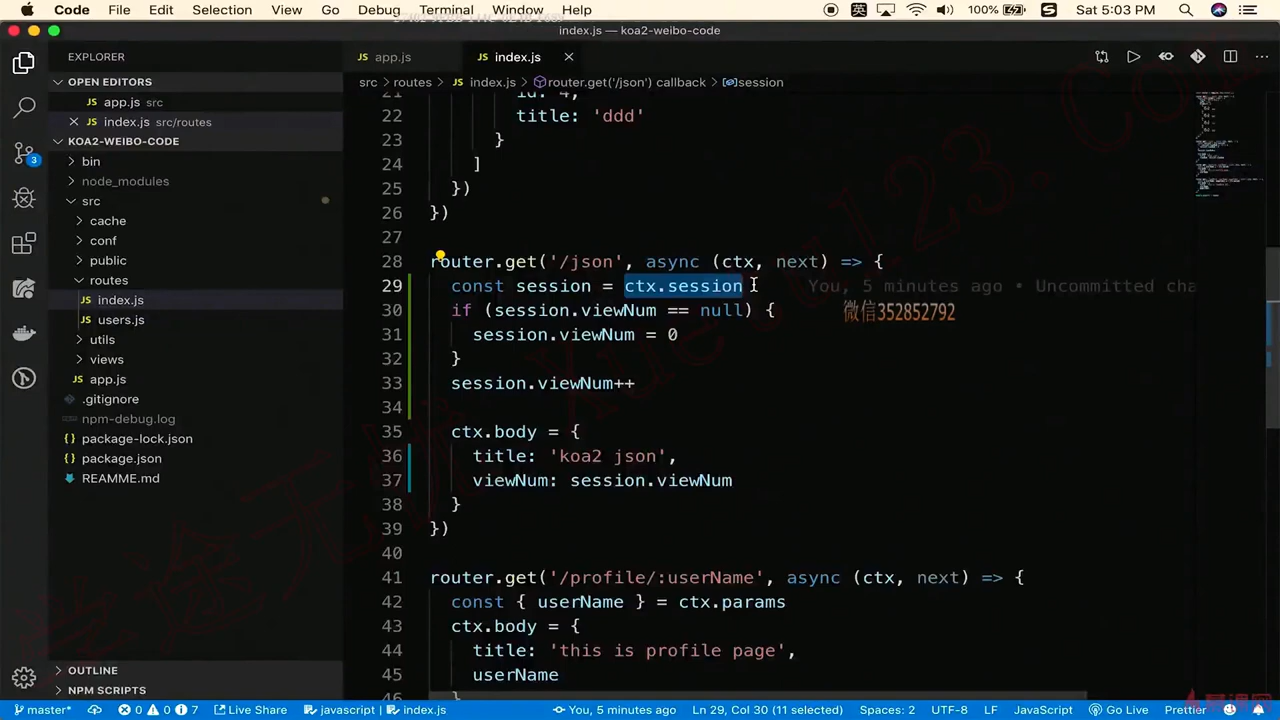 Code File Edit Selection View Go Debug Terminal Window Help 英 100% Sat 5:03 PM
index.js — koa2-weibo-code
EXPLORER
app.js
index.js
OPEN EDITORS
app.js src
index.js src/routes
KOA2-WEIBO-CODE
bin
node_modules
src
cache
conf
public
routes
index.js
users.js
utils
views
app.js
.gitignore
npm-debug.log
package-lock.json
package.json
REAMME.md
OUTLINE
NPM SCRIPTS
3
src › routes › index.js › router.get('/json') callback › session
21 id: 4,
22 title: 'ddd'
23 }
24 ]
25 })
26 })
27
28 router.get('/json', async (ctx, next) => {
29 const session = ctx.session You, 5 minutes ago • Uncommitted cha
微信352852792
30 if (session.viewNum == null) {
31 session.viewNum = 0
32 }
33 session.viewNum++
34
35 ctx.body = {
36 title: 'koa2 json',
37 viewNum: session.viewNum
38 }
39 })
40
41 router.get('/profile/:userName', async (ctx, next) => {
42 const { userName } = ctx.params
43 ctx.body = {
44 title: 'this is profile page',
45 userName
46 }
master* 0 0 7 Live Share javascript | index.js You, 5 minutes ago Ln 29, Col 30 (11 selected) Spaces: 2 UTF-8 LF JavaScript Go Live Prettier